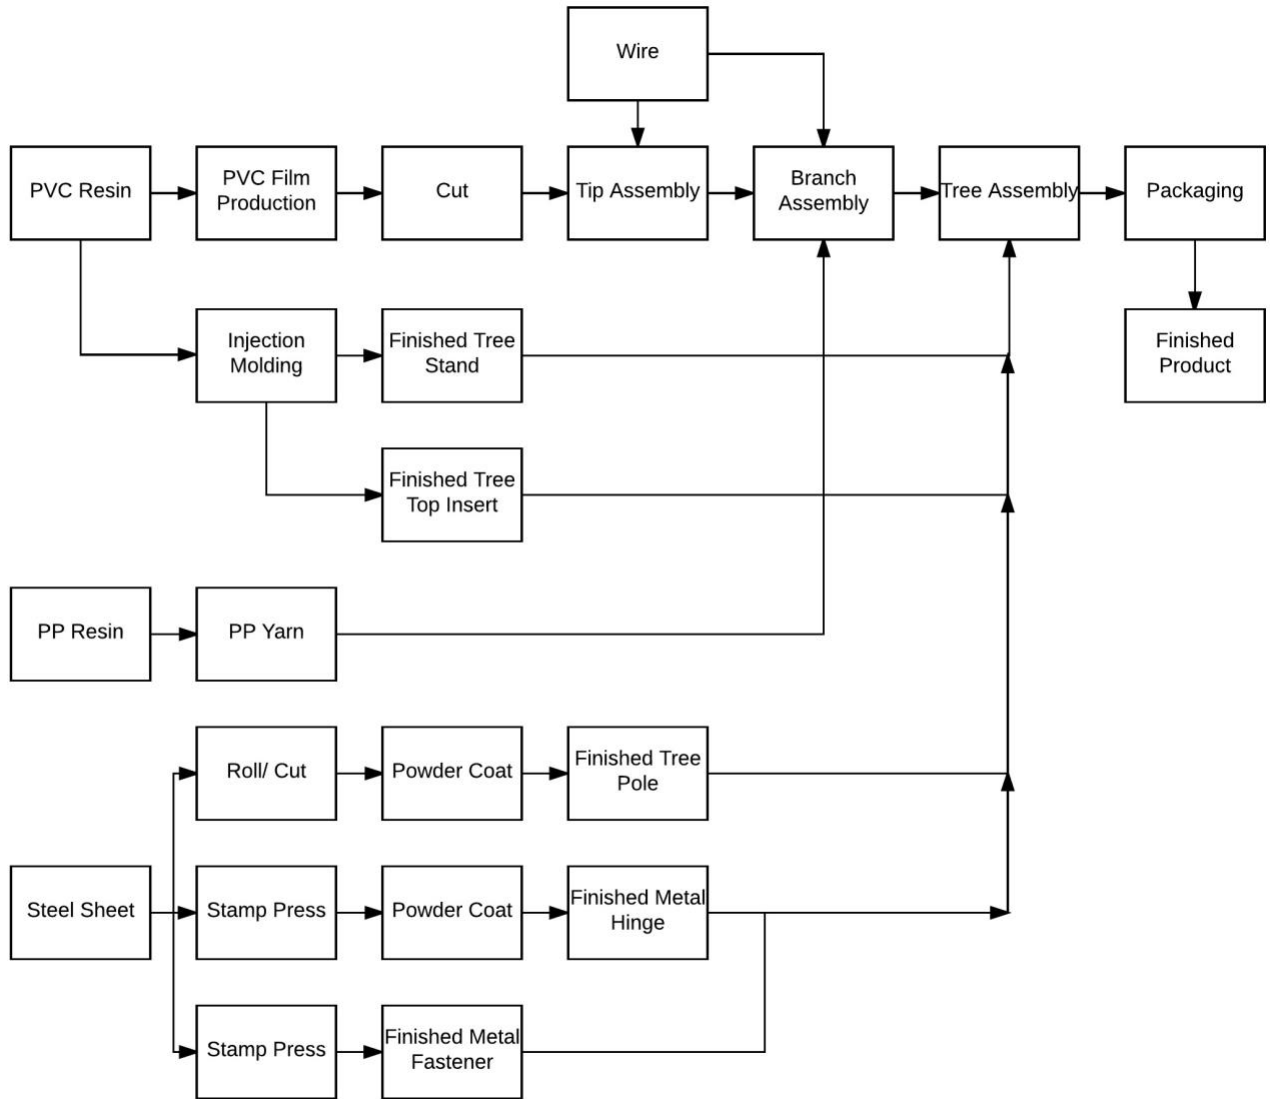 Wire
PVC Resin
PVC Film
Production
Cut
Tip Assembly
Branch
Assembly
Tree Assembly
Packaging
Injection
Molding
Finished Tree
Stand
Finished
Product
Finished Tree
Top Insert
PP Resin
PP Yarn
Roll/ Cut
Powder Coat
Finished Tree
Pole
Steel Sheet
Stamp Press
Powder Coat
Finished Metal
Hinge
Stamp Press
Finished Metal
Fastener